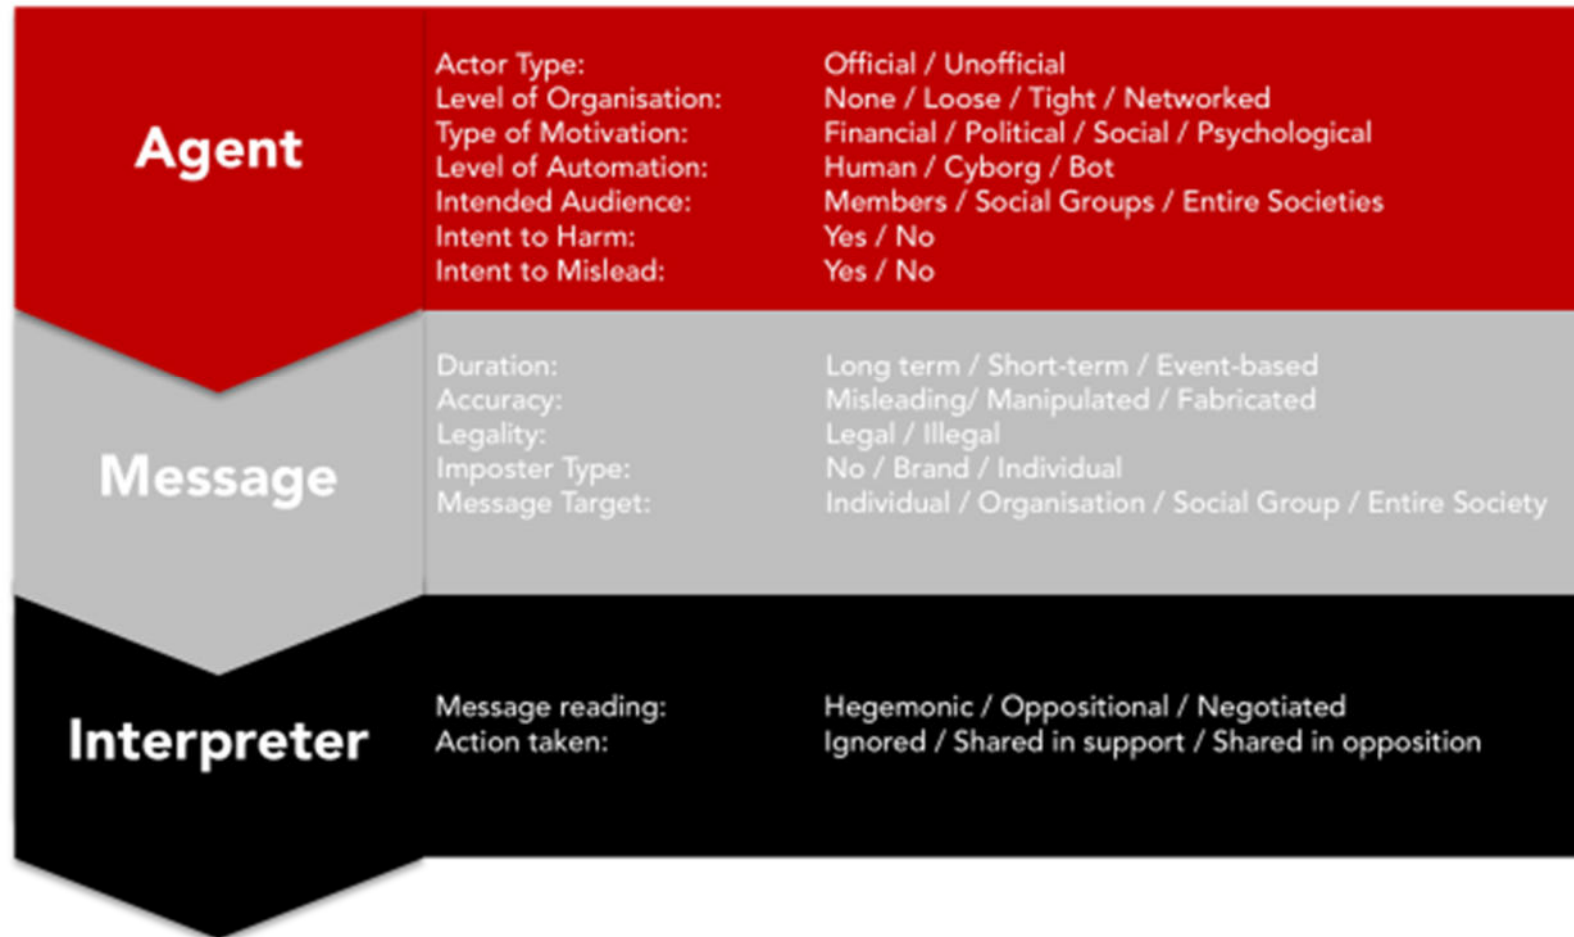 Agent
Actor Type: Official / Unofficial
Level of Organisation: None / Loose / Tight / Networked
Type of Motivation: Financial / Political / Social / Psychological
Level of Automation: Human / Cyborg / Bot
Intended Audience: Members / Social Groups / Entire Societies
Intent to Harm: Yes / No
Intent to Mislead: Yes / No
Message
Duration: Long term / Short-term / Event-based
Accuracy: Misleading/ Manipulated / Fabricated
Legality: Legal / Illegal
Imposter Type: No / Brand / Individual
Message Target: Individual / Organisation / Social Group / Entire Society
Interpreter
Message reading: Hegemonic / Oppositional / Negotiated
Action taken: Ignored / Shared in support / Shared in opposition